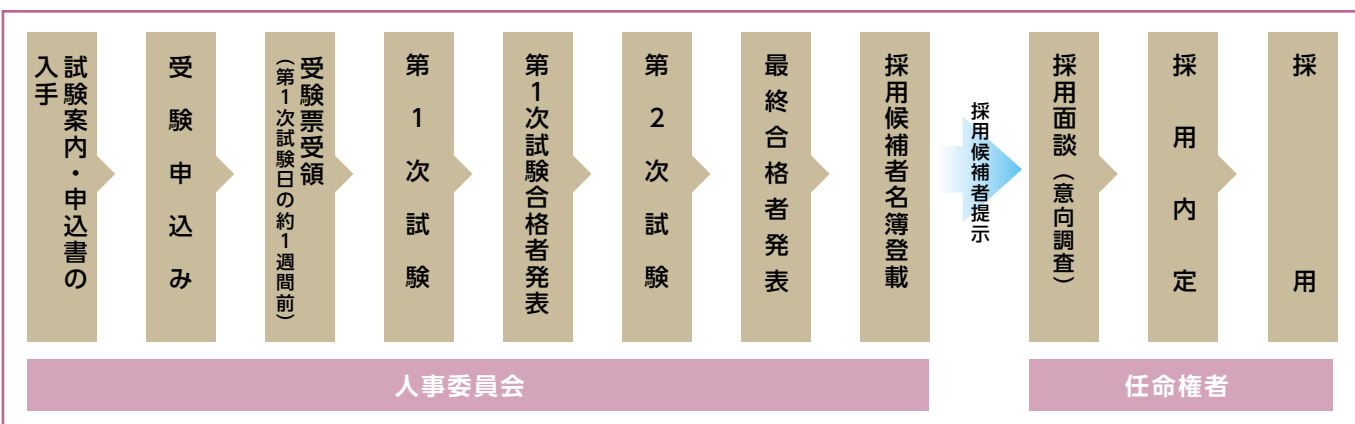 試験案内・申込書の
入手
受験申込み
受験票受領
（第1次試験日の約1週間前）
第1次試験
第1次試験合格者発表
第2次試験
最終合格者発表
採用候補者名簿登載
採用候補者提示
採用面談（意向調査）
採用内定
採用
人事委員会
任命権者